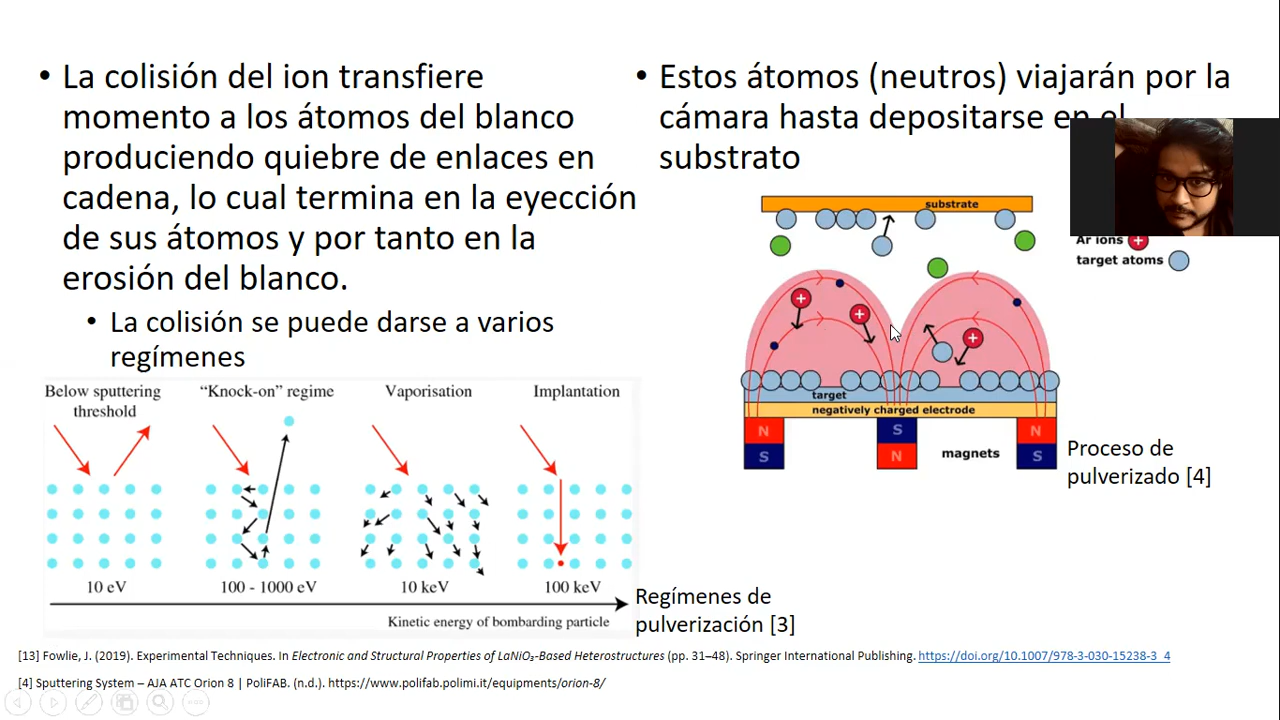 • La colisión del ion transfiere
momento a los átomos del blanco
produciendo quiebre de enlaces en
cadena, lo cual termina en la eyección
de sus átomos y por tanto en la
erosión del blanco.
• La colisión se puede darse a varios
regímenes
Below sputtering
threshold
“Knock-on” regime
Vaporisation
Implantation
10 eV
100 - 1000 eV
10 keV
100 keV
Kinetic energy of bombarding particle
Regímenes de
pulverización [3]
• Estos átomos (neutros) viajarán por la
cámara hasta depositarse en el
substrato
substrate
Ar ions +
target atoms
+
+
+
target
negatively charged electrode
N
S
N
S
N
magnets
S
Proceso de
pulverizado [4]
[13] Fowlie, J. (2019). Experimental Techniques. In Electronic and Structural Properties of LaNiO₃-Based Heterostructures (pp. 31–48). Springer International Publishing. https://doi.org/10.1007/978-3-030-15238-3_4
[4] Sputtering System – AJA ATC Orion 8 | PoliFAB. (n.d.). https://www.polifab.polimi.it/equipments/orion-8/